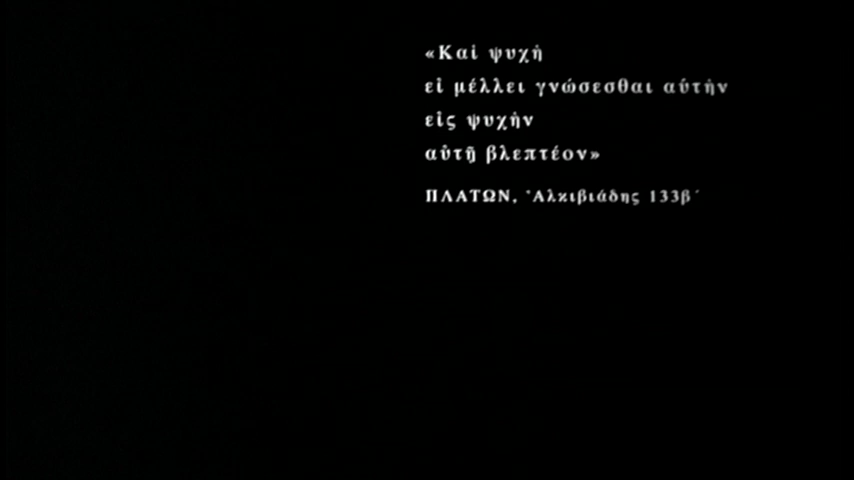 «Καὶ ψυχὴ
εἰ μέλλει γνώσεσθαι αὑτὴν
εἰς ψυχὴν
αὐτῇ βλεπτέον»
ΠΛΑΤΩΝ, Ἀλκιβιάδης 133β΄